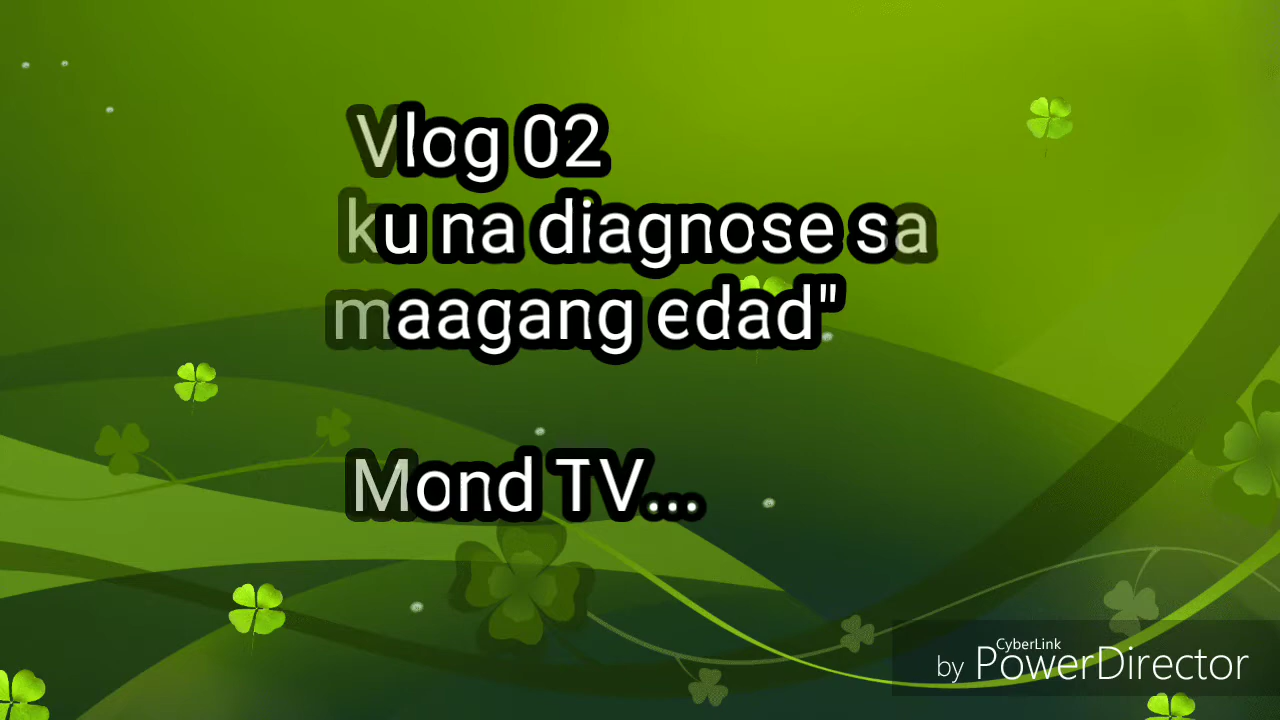 Vlog 02
ku na diagnose sa
maagang edad"
Mond TV...
by CyberLink PowerDirector